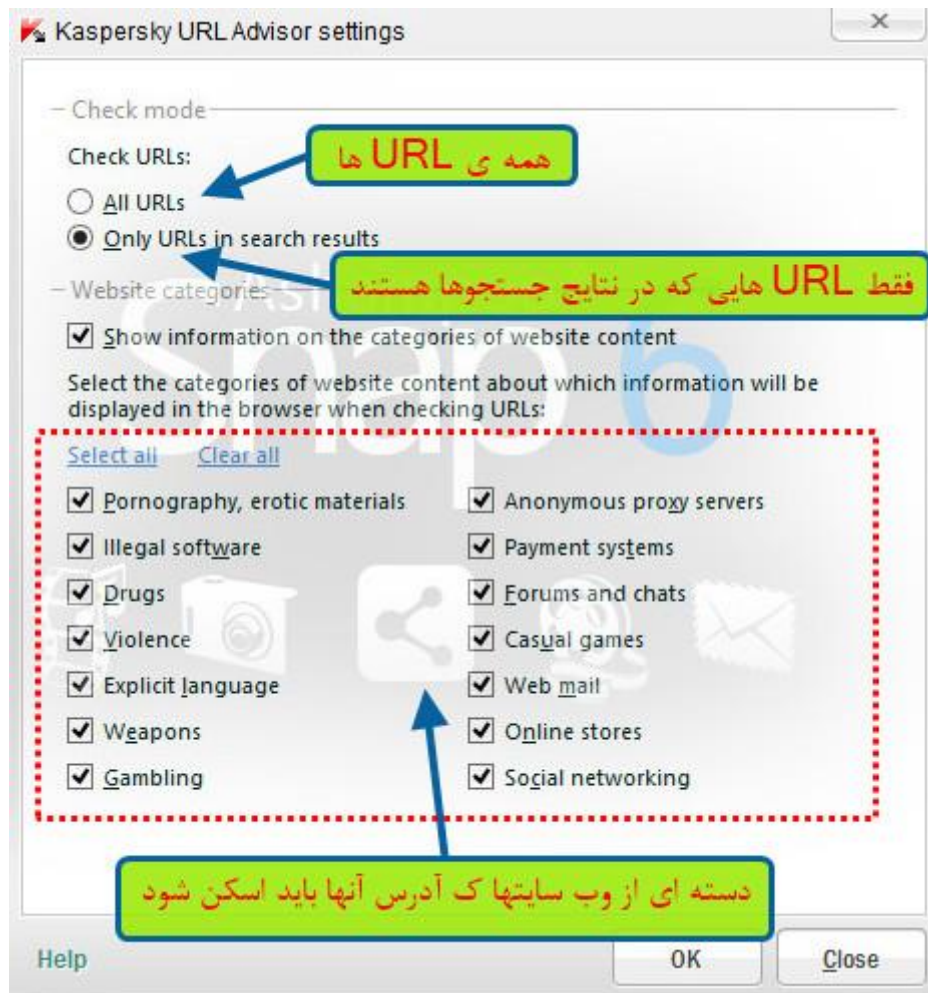 Kaspersky URL Advisor settings
Check mode
Check URLs:
همه ی URL ها
All URLs
Only URLs in search results
فقط URL هایی که در نتایج جستجوها هستند
Website categories
Ash
Snap 6
Show information on the categories of website content
Select the categories of website content about which information will be
displayed in the browser when checking URLs:
Select all Clear all
Pornography, erotic materials
Illegal software
Drugs
Violence
Explicit language
Weapons
Gambling
Anonymous proxy servers
Payment systems
Forums and chats
Casual games
Web mail
Online stores
Social networking
دسته ای از وب سایتها ک آدرس آنها باید اسکن شود
Help
OK
Close